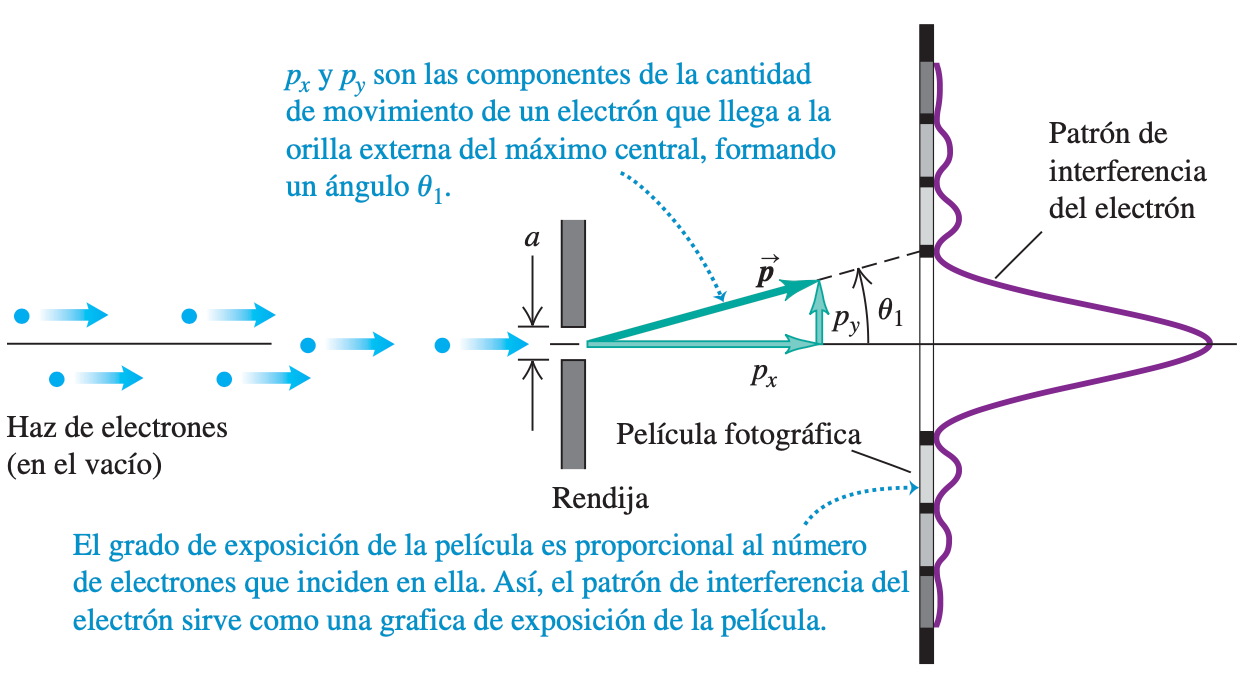 pₓ y p_y son las componentes de la cantidad
de movimiento de un electrón que llega a la
orilla externa del máximo central, formando
un ángulo θ₁.
Patrón de
interferencia
del electrón
a
p⃗
p_y
θ₁
pₓ
Haz de electrones
(en el vacío)
Película fotográfica
Rendija
El grado de exposición de la película es proporcional al número
de electrones que inciden en ella. Así, el patrón de interferencia del
electrón sirve como una grafica de exposición de la película.